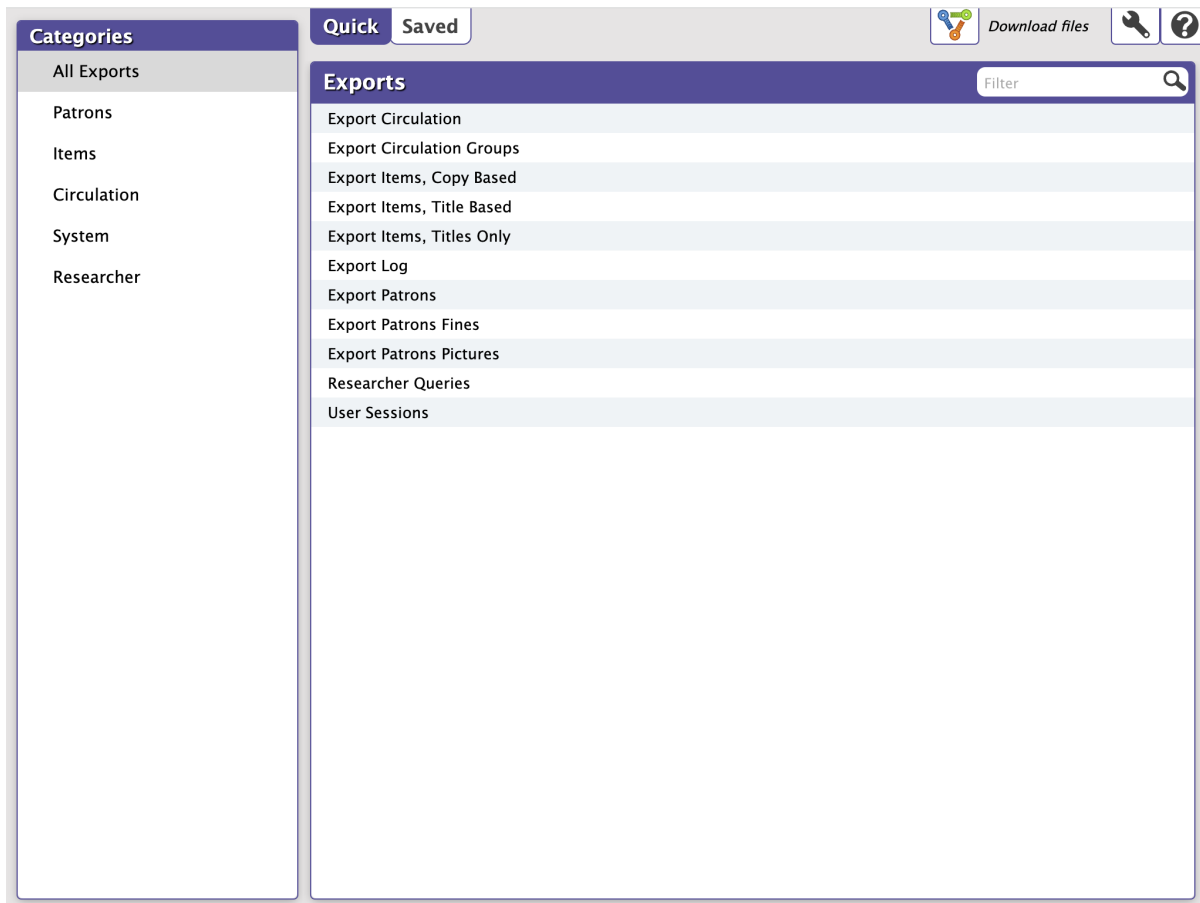 Categories
All Exports
Patrons
Items
Circulation
System
Researcher
Quick
Saved
Download files
Exports
Filter
Export Circulation
Export Circulation Groups
Export Items, Copy Based
Export Items, Title Based
Export Items, Titles Only
Export Log
Export Patrons
Export Patrons Fines
Export Patrons Pictures
Researcher Queries
User Sessions